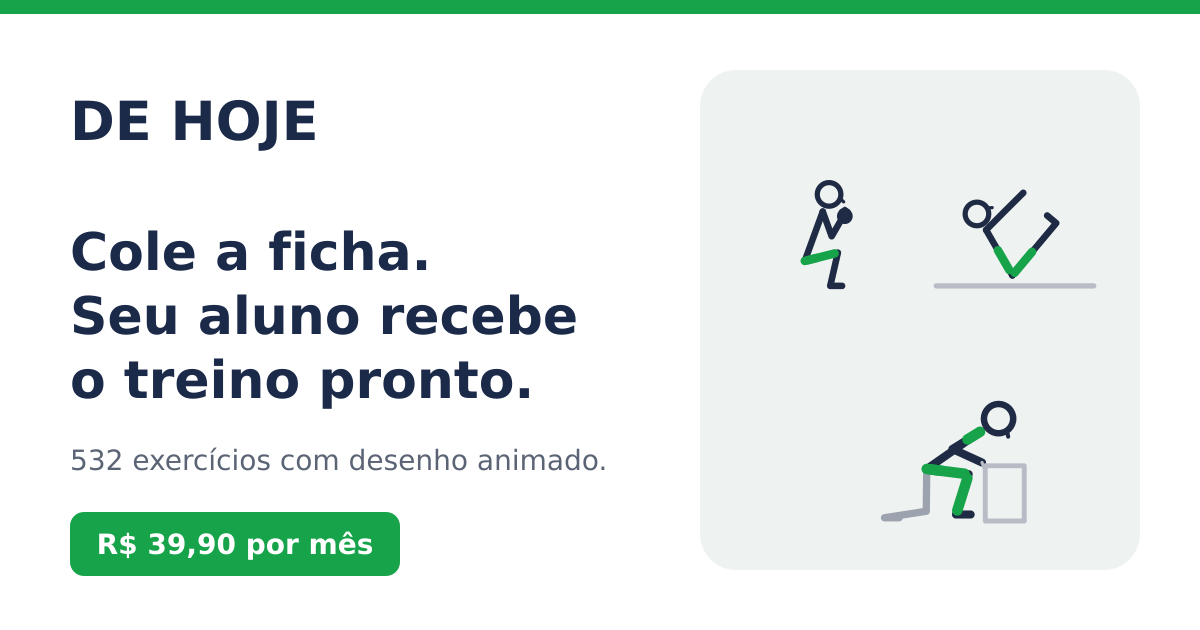 DE HOJE
Cole a ficha.
Seu aluno recebe
o treino pronto.
532 exercícios com desenho animado.
R$ 39,90 por mês